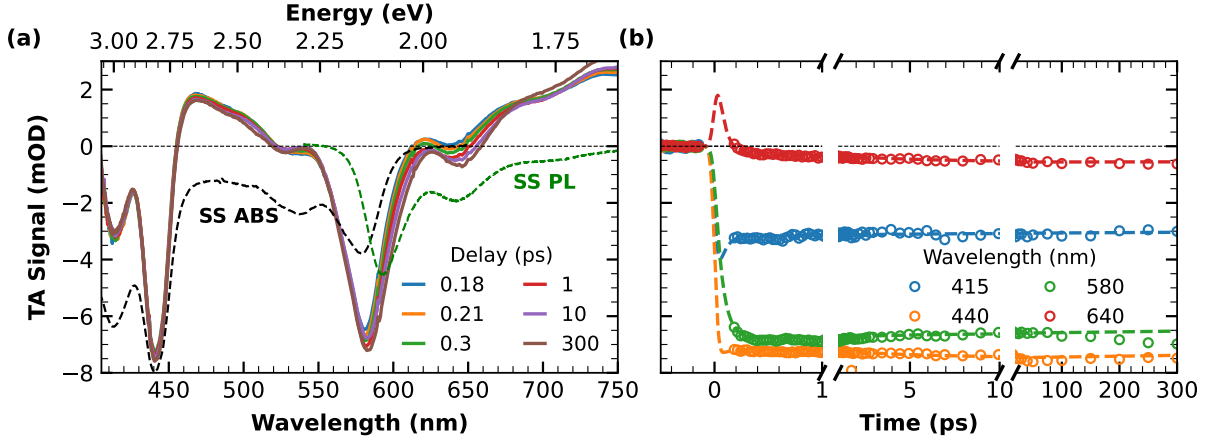 Energy (eV)
(a)
3.00 2.75 2.50 2.25 2.00 1.75
TA Signal (mOD)
2
0
−2
−4
−6
−8
SS ABS
SS PL
Delay (ps)
0.18 1
0.21 10
0.3 300
450 500 550 600 650 700 750
Wavelength (nm)
(b)
Wavelength (nm)
415 580
440 640
0 1 5 10 100 200 300
Time (ps)